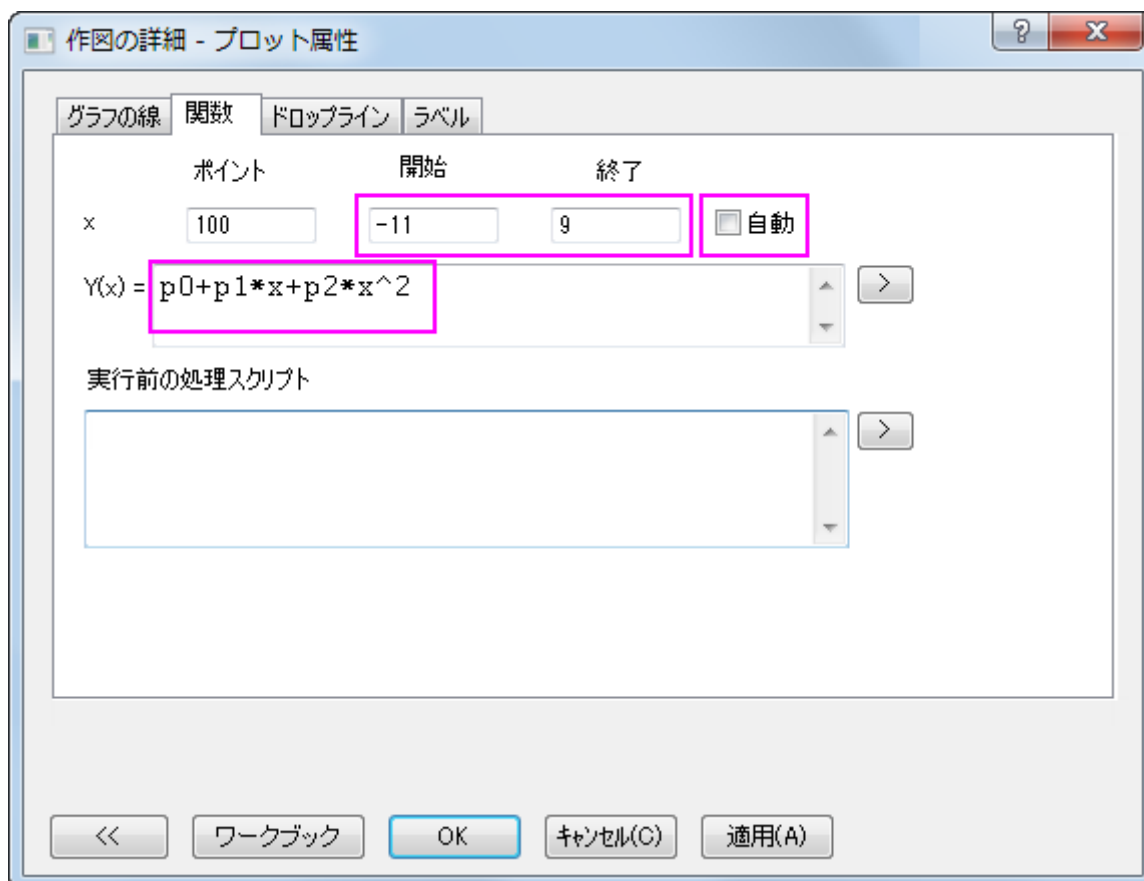 作図の詳細 - プロット属性
?
X
グラフの線 関数 ドロップライン ラベル
ポイント 開始 終了
x 100 -11 9 自動
Y(x) = p0+p1*x+p2*x^2 >
実行前の処理スクリプト
>
<< ワークブック OK キャンセル(C) 適用(A)